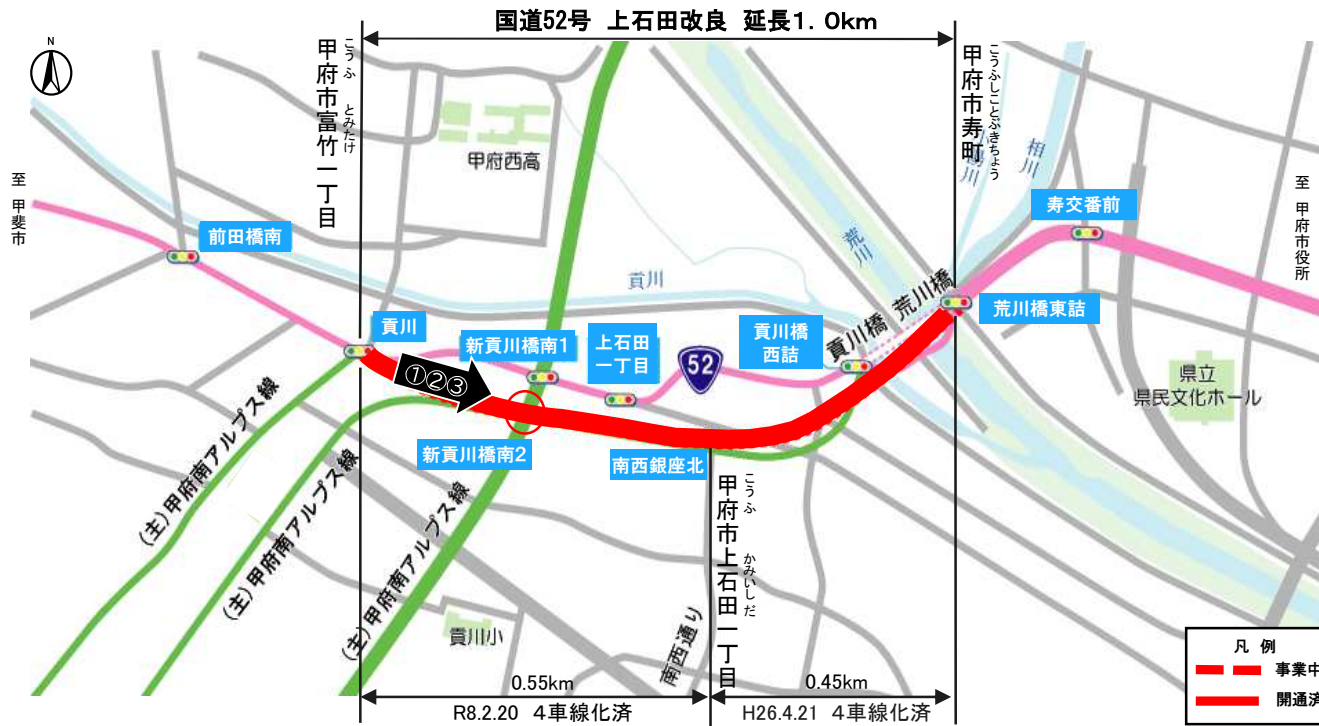 国道52号 上石田改良 延長1.0km
N
甲府市富竹一丁目
こうふ とみたけ
甲府市寿町
こうふしことぶきちょう
至 甲斐市
甲府西高
相川
寿交番前
至 甲府市役所
前田橋南
荒川
貢川
貢川橋
荒川橋
荒川橋東詰
貢川
新貢川橋南1
上石田
一丁目
52
貢川橋
西詰
①②③
県立
県民文化ホール
新貢川橋南2
南西銀座北
(主)甲府南アルプス線
(主)甲府南アルプス線
(主)甲府南アルプス線
甲府市上石田一丁目
こうふ かみいしだ
貢川小
南西通り
凡 例
事業中
開通済
0.55km
0.45km
R8.2.20 4車線化済
H26.4.21 4車線化済